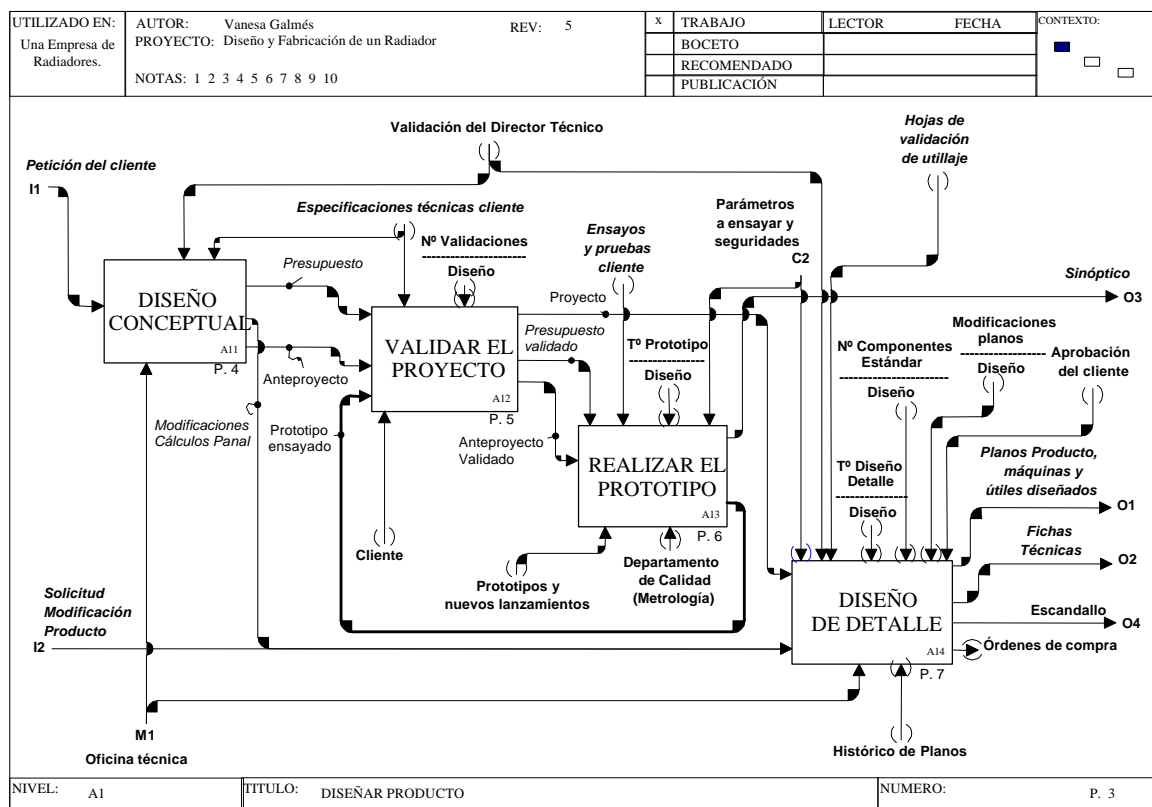 UTILIZADO EN:
Una Empresa de
Radiadores.
AUTOR: Vanesa Galmés
REV: 5
PROYECTO: Diseño y Fabricación de un Radiador
NOTAS: 1 2 3 4 5 6 7 8 9 10
x TRABAJO
BOCETO
RECOMENDADO
PUBLICACIÓN
LECTOR FECHA
CONTEXTO:
Validación del Director Técnico
Hojas de
validación
de utillaje
Petición del cliente
I1
Especificaciones técnicas cliente
Nº Validaciones
-----------------------
Diseño
Ensayos
y pruebas
cliente
Parámetros
a ensayar y
seguridades
C2
Presupuesto
DISEÑO
CONCEPTUAL
A11
P. 4
Anteproyecto
Modificaciones
Cálculos Panal
VALIDAR EL
PROYECTO
A12
P. 5
Proyecto
Presupuesto
validado
Tº Prototipo
-----------------
Diseño
Sinóptico
O3
Nº Componentes
Estándar
------------------------
Diseño
Modificaciones
planos
-------------------
Diseño
Aprobación
del cliente
Prototipo
ensayado
Anteproyecto
Validado
REALIZAR EL
PROTOTIPO
A13
P. 6
Tº Diseño
Detalle
---------------
Diseño
Planos Producto,
máquinas y
útiles diseñados
O1
Fichas
Técnicas
O2
Cliente
Prototipos y
nuevos lanzamientos
Departamento
de Calidad
(Metrología)
Solicitud
Modificación
Producto
I2
DISEÑO
DE DETALLE
A14
P. 7
Escandallo
O4
Órdenes de compra
M1
Oficina técnica
Histórico de Planos
NIVEL: A1
TITULO: DISEÑAR PRODUCTO
NUMERO: P. 3